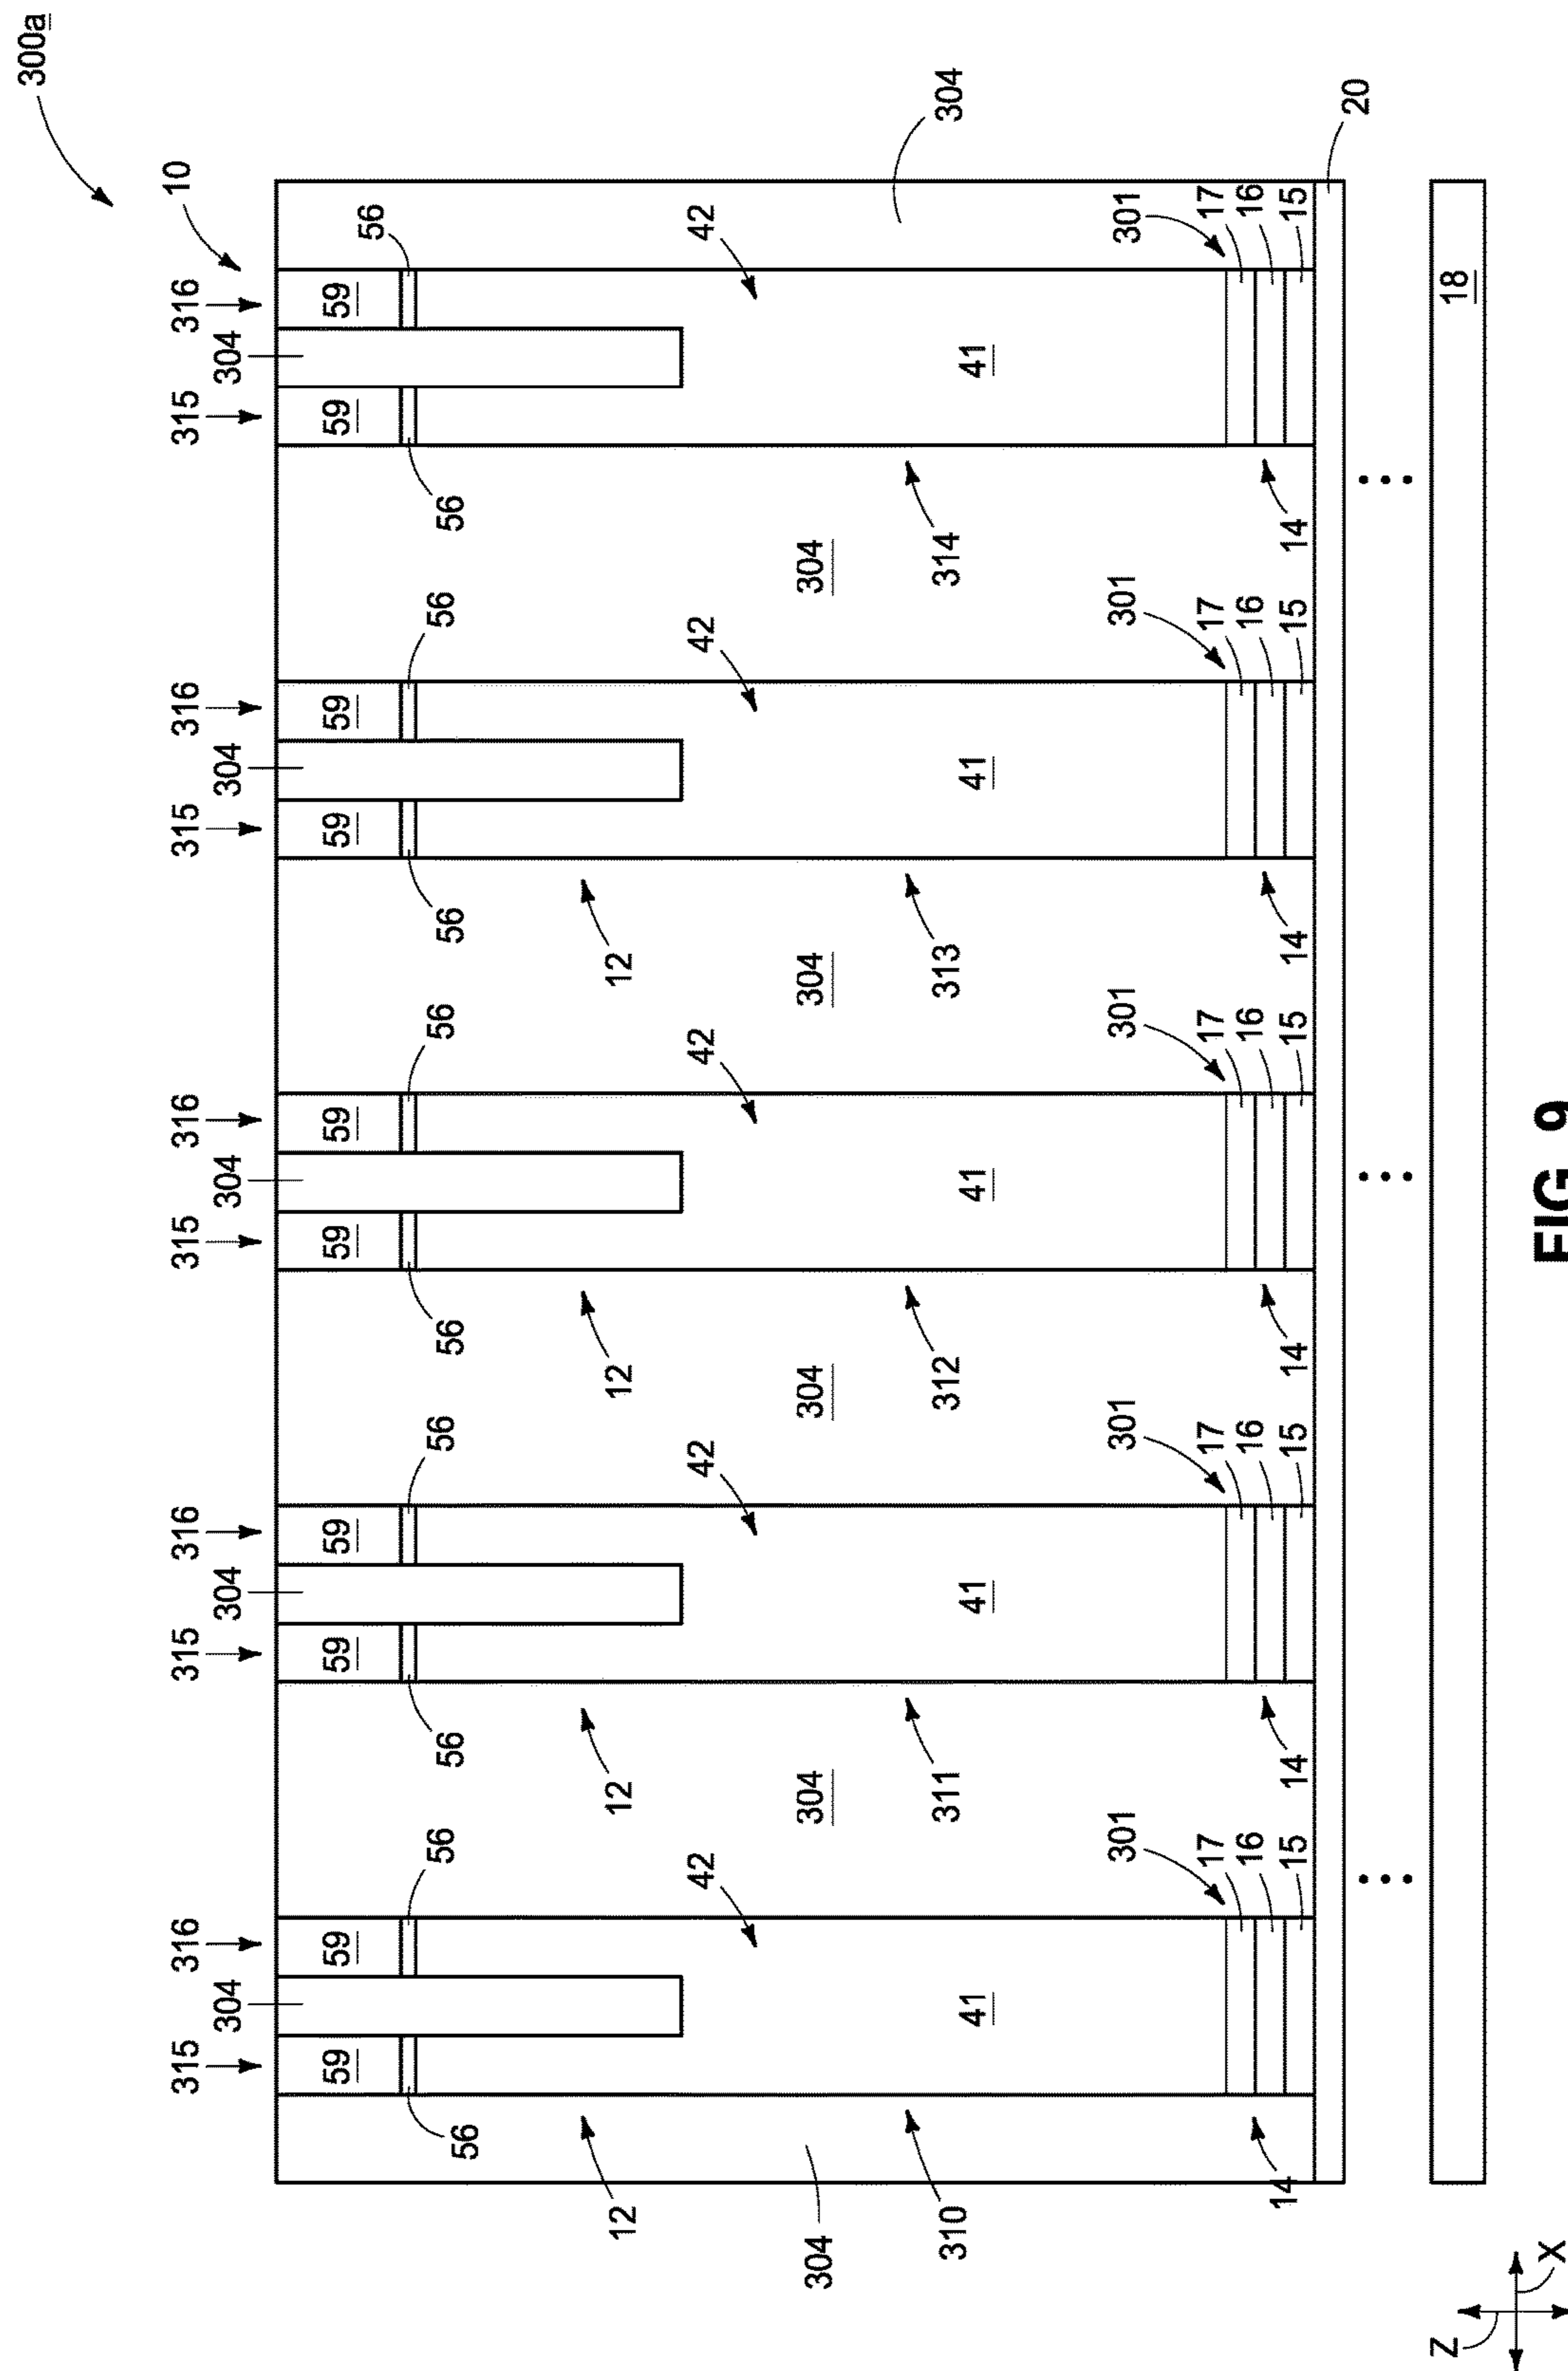 300a
10
315 316 315 316 315 316 315 316 315 316
304 304 304 304 304
59 59 59 59 59 59 59 59 59 59
56 56 56 56 56 56 56 56 56 56
12 12 12 12
42 42 42 42 42
304 304 304 304 304 304
310 311 312 313 314
41 41 41 41 41
301 301 301 301 301
17 17 17 17 17
16 16 16 16 16
14 15 14 15 14 15 14 15 14 15
20
18
Z
X
FIG. 9